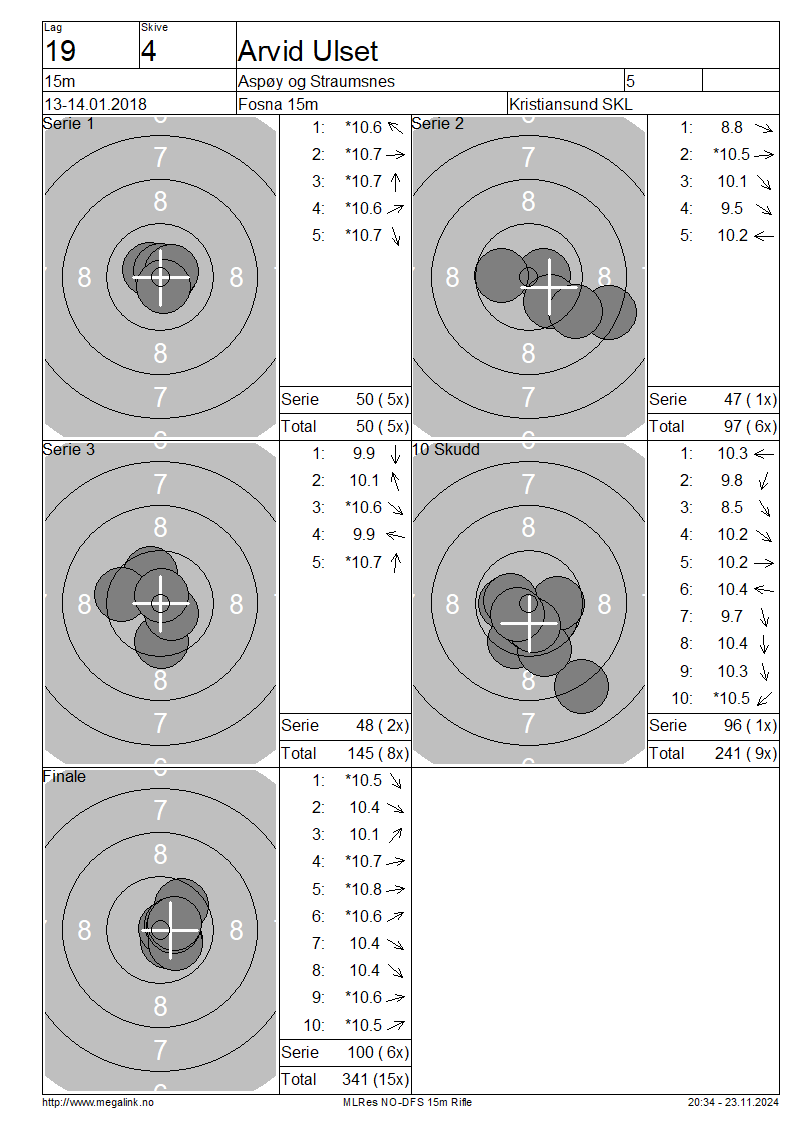 Lag
Skive
19
4
Arvid Ulset
15m
Aspøy og Straumsnes
5
13-14.01.2018
Fosna 15m
Kristiansund SKL
Serie 1
7
8
8 8
8
7
1: *10.6
2: *10.7
3: *10.7
4: *10.6
5: *10.7
Serie 50 ( 5x)
Total 50 ( 5x)
Serie 2
7
8
8 8
8
7
1: 8.8
2: *10.5
3: 10.1
4: 9.5
5: 10.2
Serie 47 ( 1x)
Total 97 ( 6x)
Serie 3
7
8
8 8
8
7
1: 9.9
2: 10.1
3: *10.6
4: 9.9
5: *10.7
Serie 48 ( 2x)
Total 145 ( 8x)
10 Skudd
7
8
8 8
8
7
1: 10.3
2: 9.8
3: 8.5
4: 10.2
5: 10.2
6: 10.4
7: 9.7
8: 10.4
9: 10.3
10: *10.5
Serie 96 ( 1x)
Total 241 ( 9x)
Finale
7
8
8 8
8
7
1: *10.5
2: 10.4
3: 10.1
4: *10.7
5: *10.8
6: *10.6
7: 10.4
8: 10.4
9: *10.6
10: *10.5
Serie 100 ( 6x)
Total 341 (15x)
http://www.megalink.no
MLRes NO-DFS 15m Rifle
20:34 - 23.11.2024